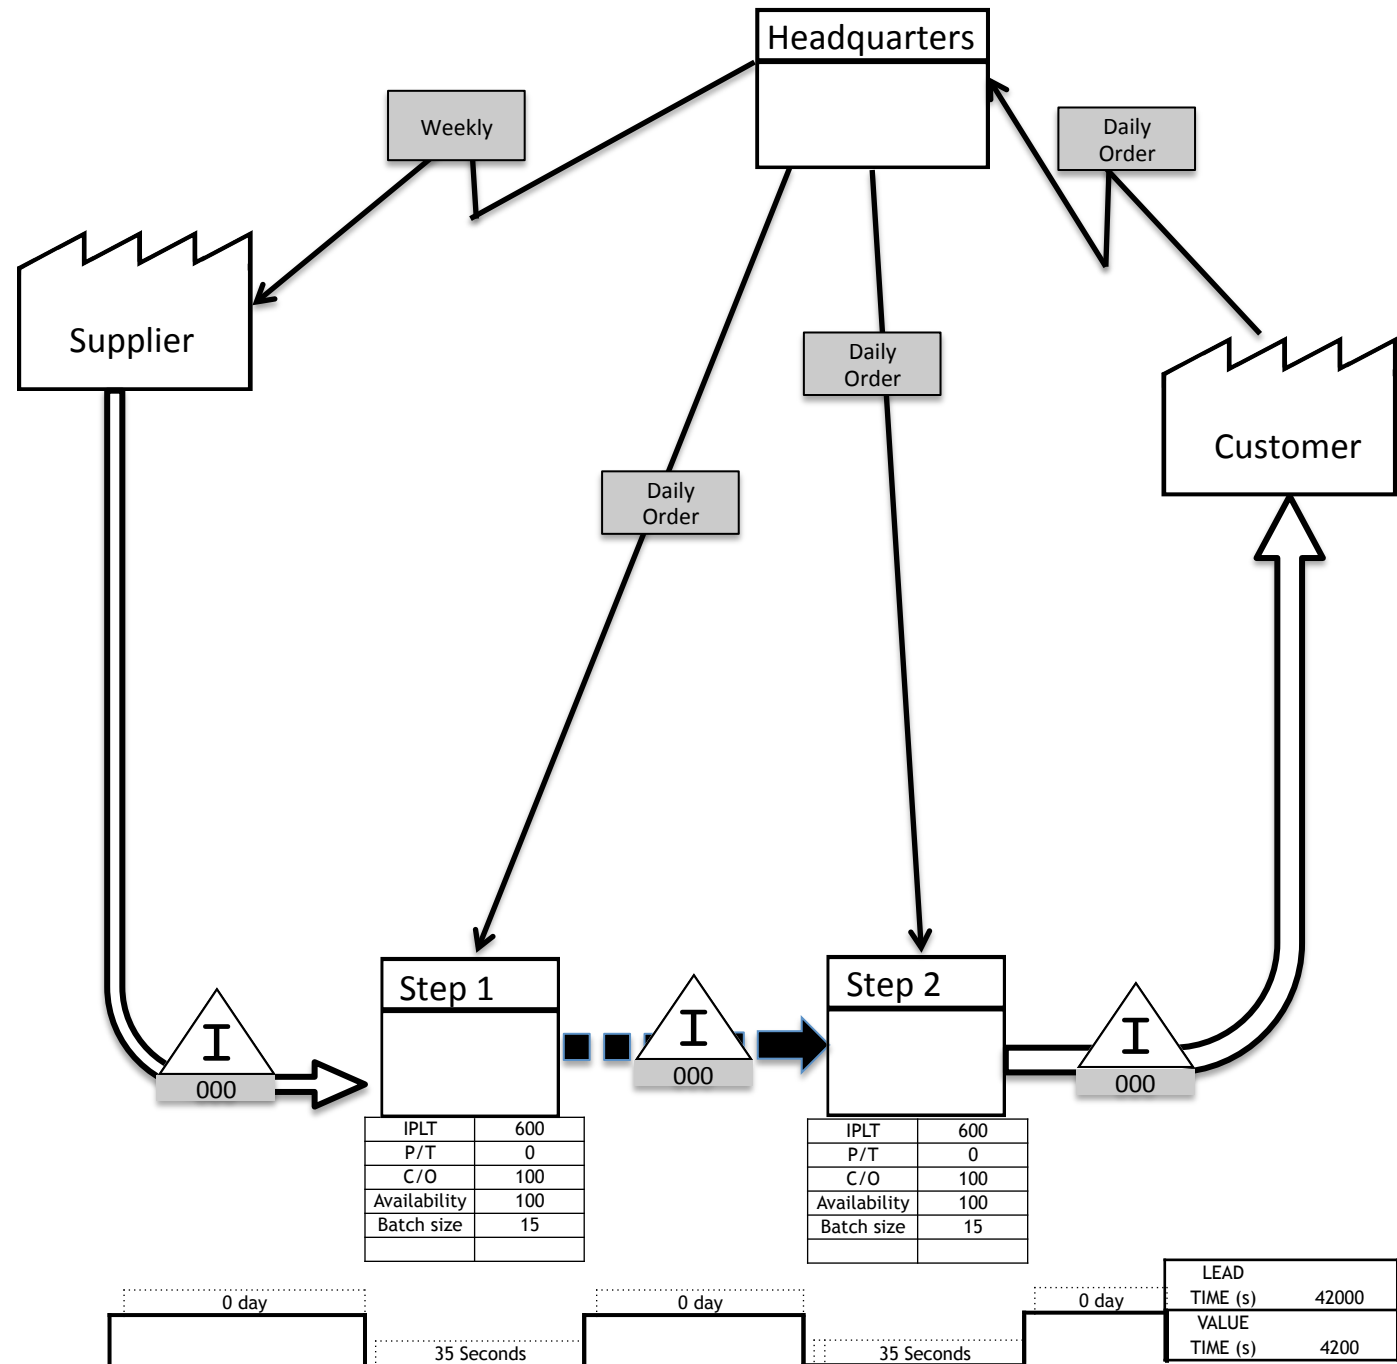 Headquarters
Weekly
Daily
Order
Supplier
Daily
Order
Customer
Daily
Order
Step 1
Step 2
I
000
I
000
I
000
IPLT 600
P/T 0
C/O 100
Availability 100
Batch size 15
IPLT 600
P/T 0
C/O 100
Availability 100
Batch size 15
0 day
0 day
0 day
LEAD
TIME (s) 42000
VALUE
TIME (s) 4200
35 Seconds
35 Seconds